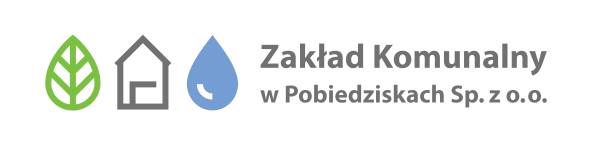 Zakład Komunalny
w Pobiedziskach Sp. z o.o.